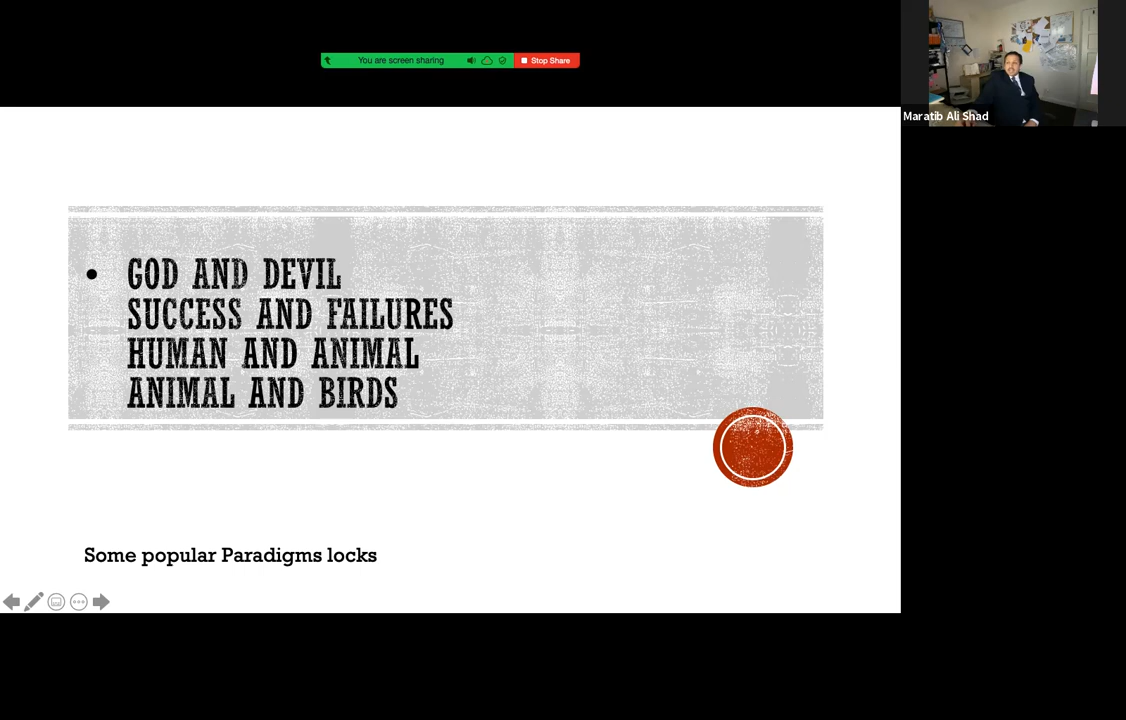 You are screen sharing
Stop Share
Maratib Ali Shad
• GOD AND DEVIL
SUCCESS AND FAILURES
HUMAN AND ANIMAL
ANIMAL AND BIRDS
Some popular Paradigms locks